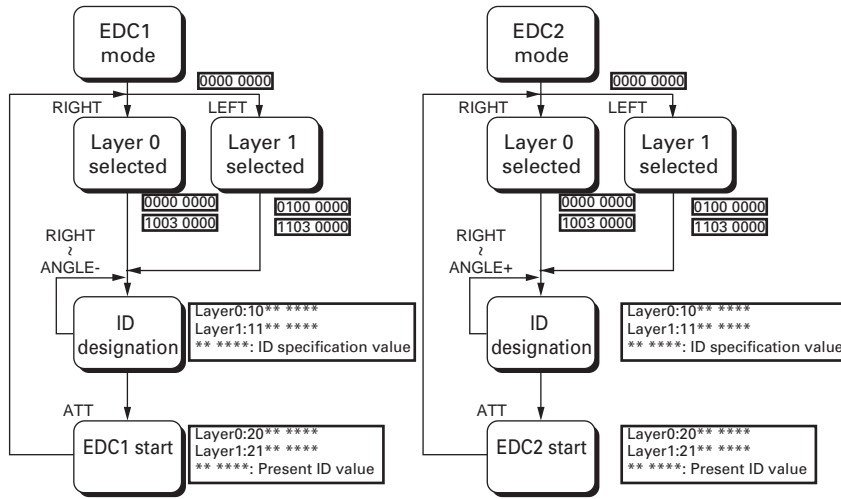 EDC1
mode
0000 0000
RIGHT
LEFT
Layer 0
selected
Layer 1
selected
0000 0000
1003 0000
0100 0000
1103 0000
RIGHT
~
ANGLE-
ID
designation
Layer0:10** ****
Layer1:11** ****
** ****: ID specification value
ATT
EDC1 start
Layer0:20** ****
Layer1:21** ****
** ****: Present ID value
EDC2
mode
0000 0000
RIGHT
LEFT
Layer 0
selected
Layer 1
selected
0000 0000
1003 0000
0100 0000
1103 0000
RIGHT
~
ANGLE+
ID
designation
Layer0:10** ****
Layer1:11** ****
** ****: ID specification value
ATT
EDC2 start
Layer0:20** ****
Layer1:21** ****
** ****: Present ID value